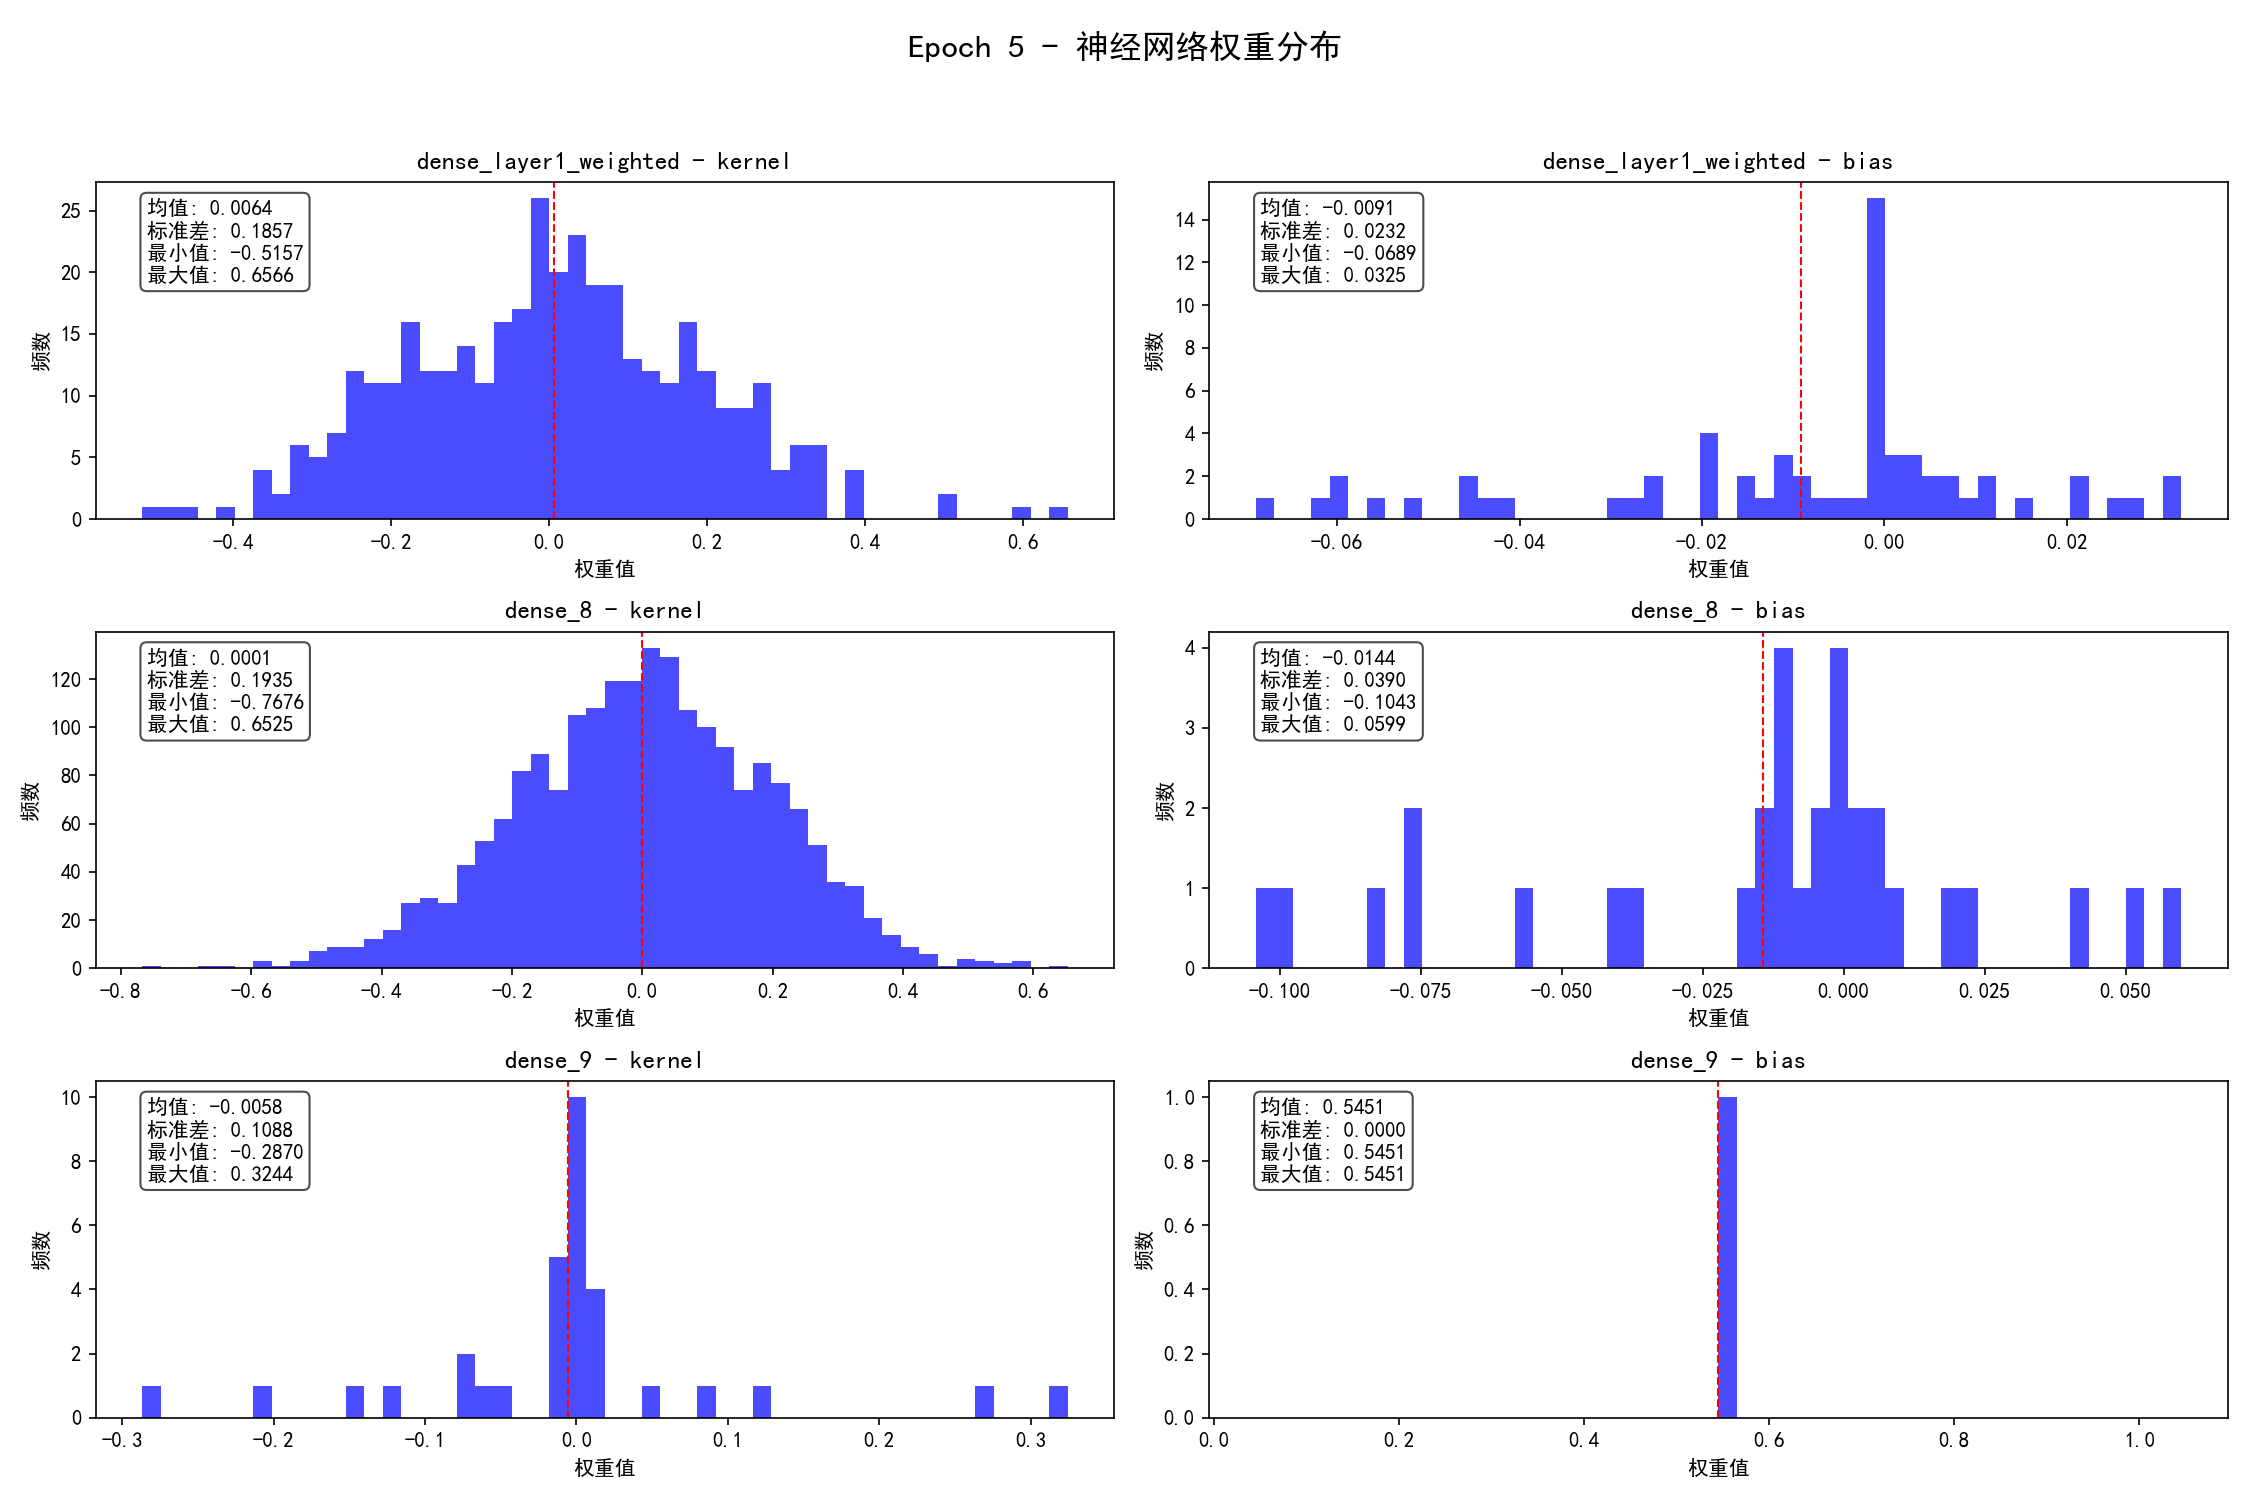 Epoch 5 - 神经网络权重分布
dense_layer1_weighted - kernel
均值: 0.0064
标准差: 0.1857
最小值: -0.5157
最大值: 0.6566
频数
25
20
15
10
5
0
-0.4 -0.2 0.0 0.2 0.4 0.6
权重值
dense_layer1_weighted - bias
均值: -0.0091
标准差: 0.0232
最小值: -0.0689
最大值: 0.0325
频数
14
12
10
8
6
4
2
0
-0.06 -0.04 -0.02 0.00 0.02
权重值
dense_8 - kernel
均值: 0.0001
标准差: 0.1935
最小值: -0.7676
最大值: 0.6525
频数
120
100
80
60
40
20
0
-0.8 -0.6 -0.4 -0.2 0.0 0.2 0.4 0.6
权重值
dense_8 - bias
均值: -0.0144
标准差: 0.0390
最小值: -0.1043
最大值: 0.0599
频数
4
3
2
1
0
-0.100 -0.075 -0.050 -0.025 0.000 0.025 0.050
权重值
dense_9 - kernel
均值: -0.0058
标准差: 0.1088
最小值: -0.2870
最大值: 0.3244
频数
10
8
6
4
2
0
-0.3 -0.2 -0.1 0.0 0.1 0.2 0.3
权重值
dense_9 - bias
均值: 0.5451
标准差: 0.0000
最小值: 0.5451
最大值: 0.5451
频数
1.0
0.8
0.6
0.4
0.2
0.0
0.0 0.2 0.4 0.6 0.8 1.0
权重值